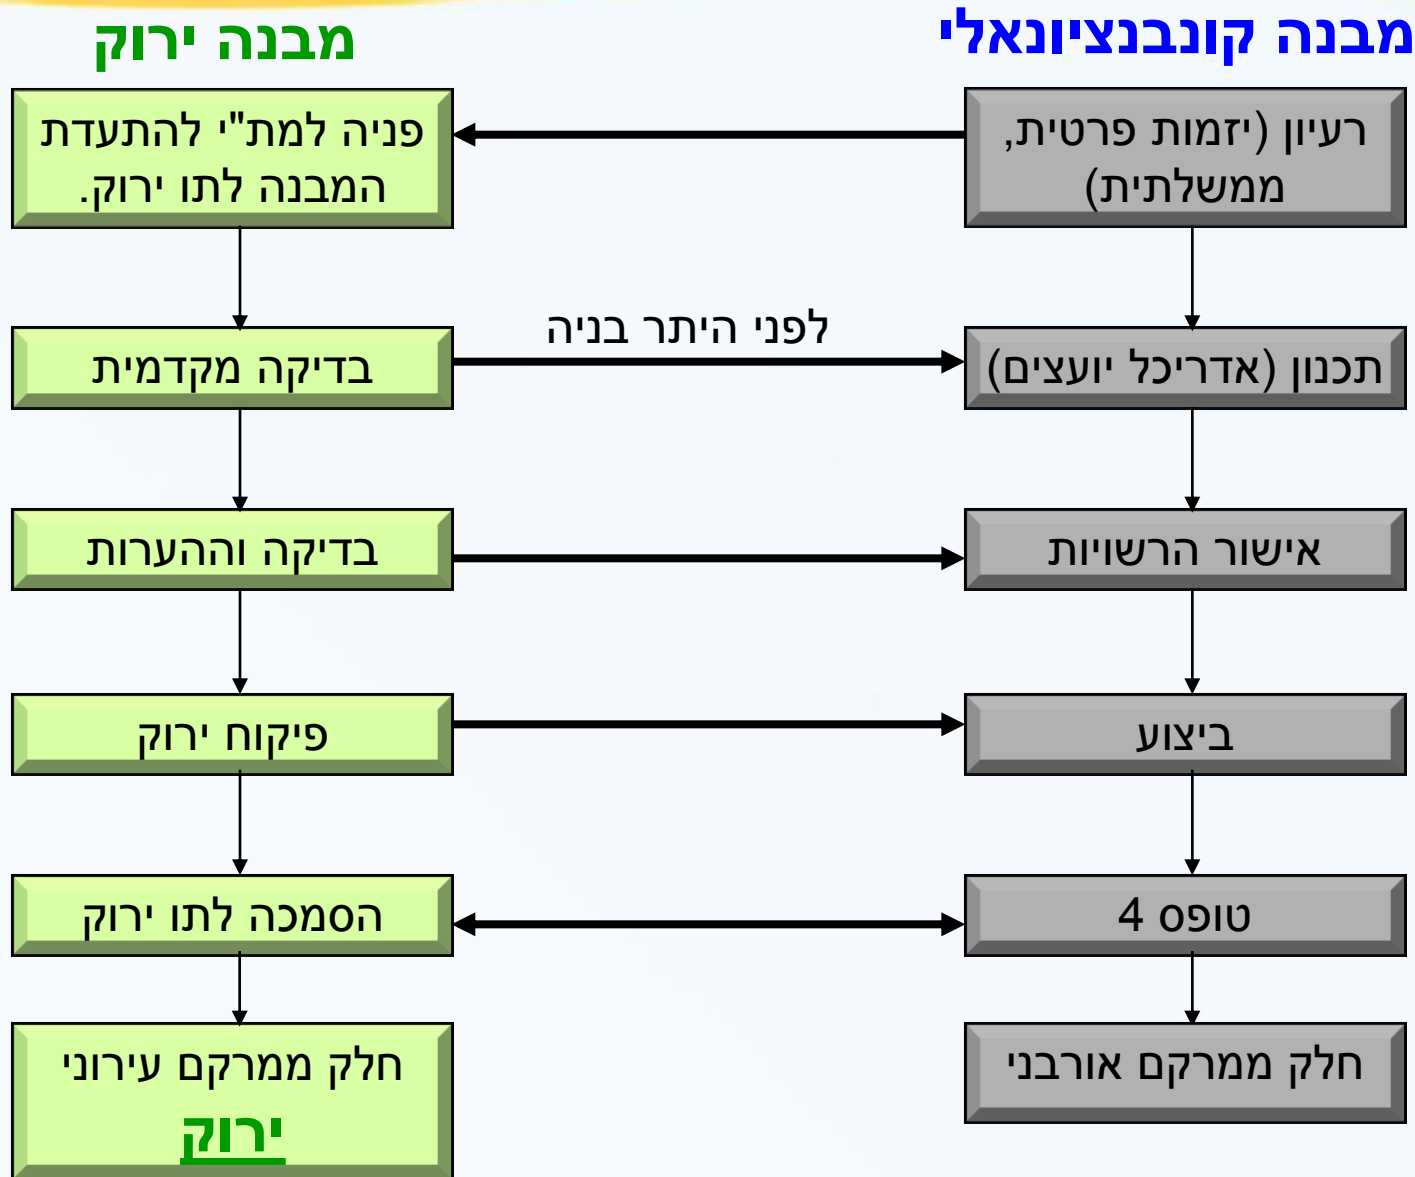 מבנה קונבנציונאלי
מבנה ירוק
רעיון (יזמות פרטית,
ממשלתית)
פניה למת"י להתעדת
המבנה לתו ירוק.
לפני היתר בניה
תכנון (אדריכל יועצים)
בדיקה מקדמית
אישור הרשויות
בדיקה וההערות
ביצוע
פיקוח ירוק
טופס 4
הסמכה לתו ירוק
חלק ממרקם אורבני
חלק ממרקם עירוני
ירוק